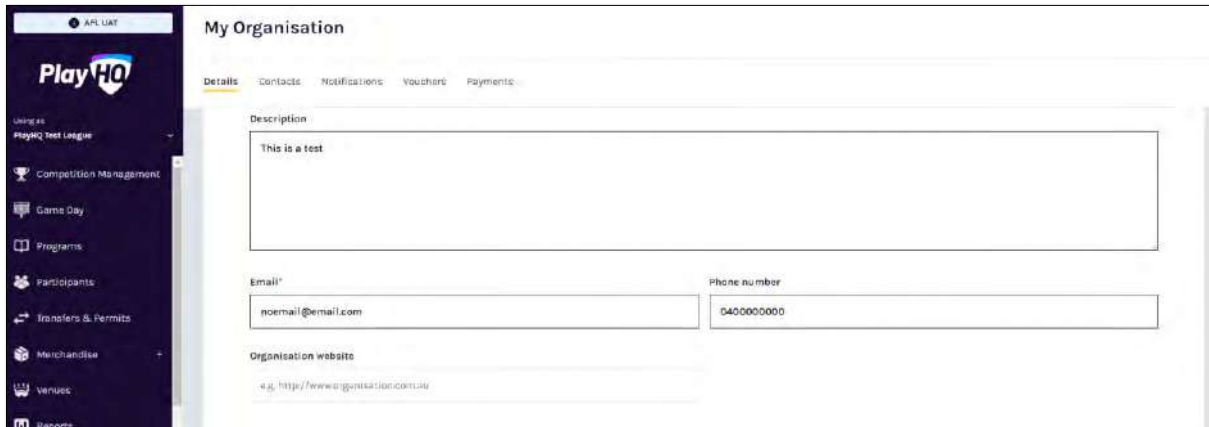 AFL UAT
My Organisation
PlayHQ
Details Contacts Notifications Vouchers Payments
Using as
PlayHQ Test League
Description
This is a test
Competition Management
Game Day
Programs
Participants
Email*
Phone number
noemail@email.com
0400000000
Transfers & Permits
Merchandise +
Organisation website
e.g. http://www.organisation.com.au
Venues
Reports